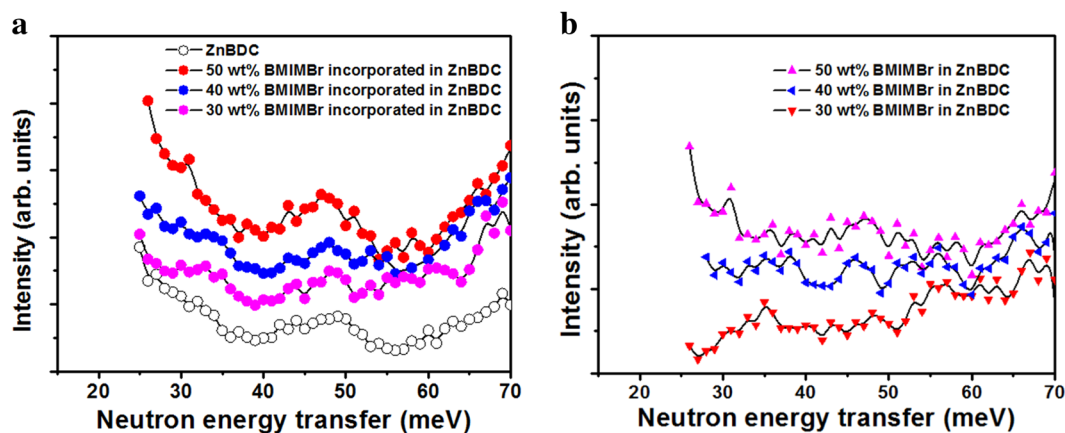 a
Intensity (arb. units)
ZnBDC
50 wt% BMIMBr incorporated in ZnBDC
40 wt% BMIMBr incorporated in ZnBDC
30 wt% BMIMBr incorporated in ZnBDC
20 30 40 50 60 70
Neutron energy transfer (meV)
b
Intensity (arb. units)
50 wt% BMIMBr in ZnBDC
40 wt% BMIMBr in ZnBDC
30 wt% BMIMBr in ZnBDC
20 30 40 50 60 70
Neutron energy transfer (meV)